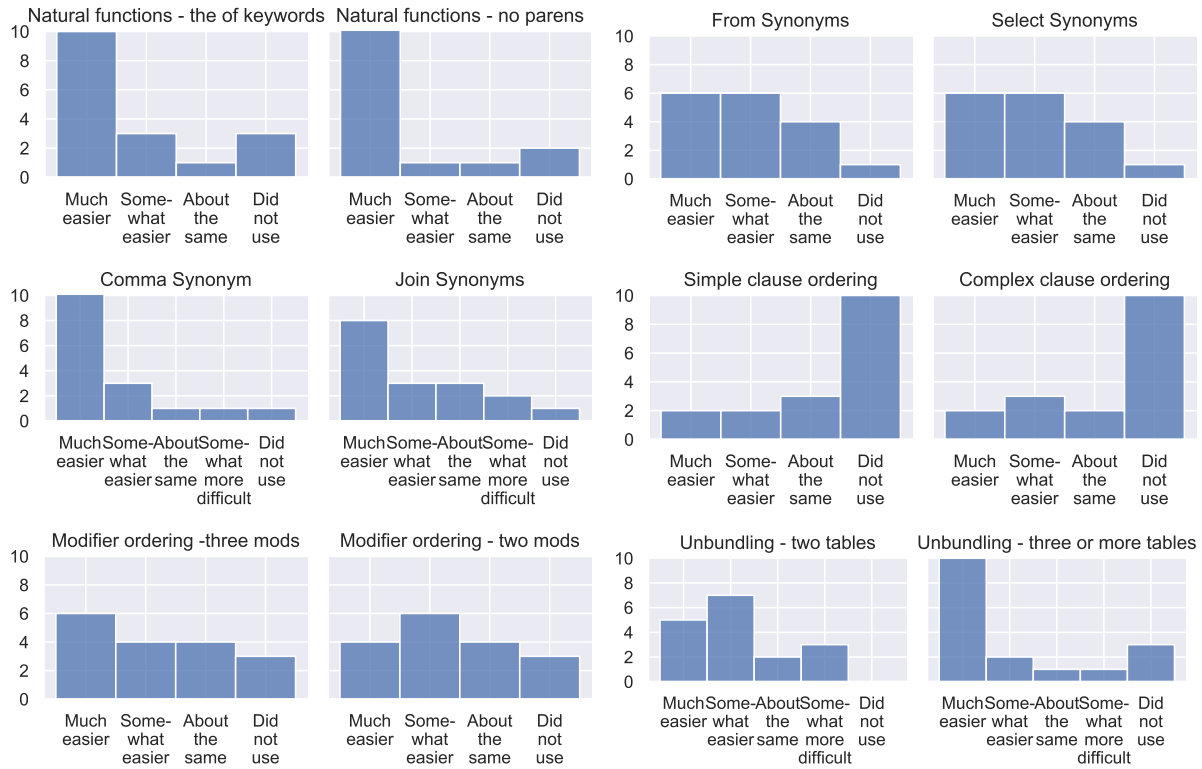 Natural functions - the of keywords
10
8
6
4
2
0
Much
easier
Some-
what
easier
About
the
same
Did
not
use
Natural functions - no parens
Much
easier
Some-
what
easier
About
the
same
Did
not
use
From Synonyms
10
8
6
4
2
0
Much
easier
Some-
what
easier
About
the
same
Did
not
use
Select Synonyms
Much
easier
Some-
what
easier
About
the
same
Did
not
use
Comma Synonym
10
8
6
4
2
0
Much
easier
Some-
what
easier
About
the
same
Some-
what
more
difficult
Did
not
use
Join Synonyms
Much
easier
Some-
what
easier
About
the
same
Some-
what
more
difficult
Did
not
use
Simple clause ordering
10
8
6
4
2
0
Much
easier
Some-
what
easier
About
the
same
Did
not
use
Complex clause ordering
Much
easier
Some-
what
easier
About
the
same
Did
not
use
Modifier ordering -three mods
10
8
6
4
2
0
Much
easier
Some-
what
easier
About
the
same
Did
not
use
Modifier ordering - two mods
Much
easier
Some-
what
easier
About
the
same
Did
not
use
Unbundling - two tables
10
8
6
4
2
0
Much
easier
Some-
what
easier
About
the
same
Some-
what
more
difficult
Did
not
use
Unbundling - three or more tables
Much
easier
Some-
what
easier
About
the
same
Some-
what
more
difficult
Did
not
use